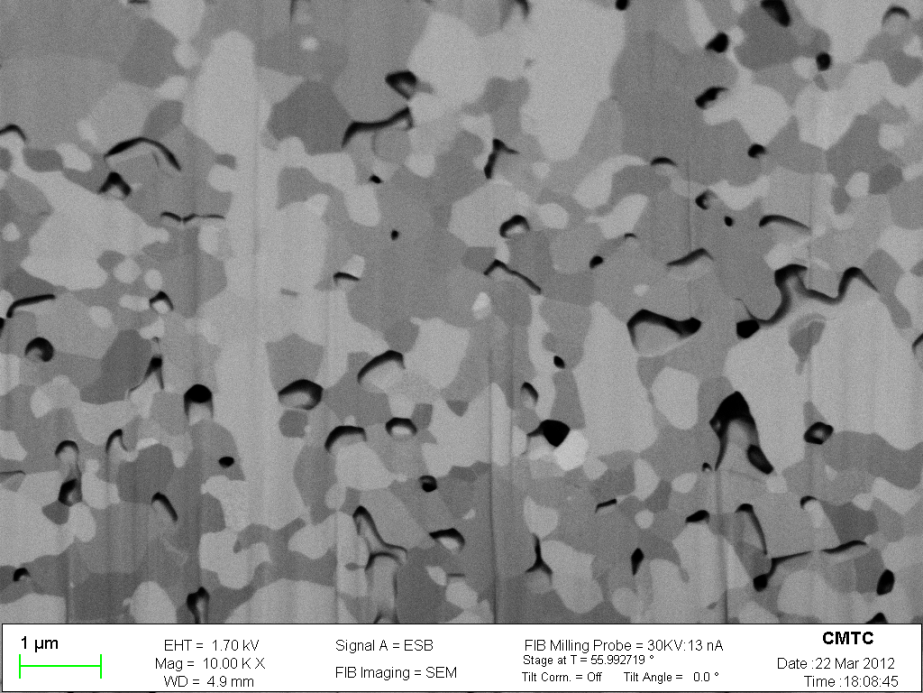 1 µm
EHT = 1.70 kV
Mag = 10.00 K X
WD = 4.9 mm
Signal A = ESB
FIB Imaging = SEM
FIB Milling Probe = 30KV:13 nA
Stage at T = 55.992719 °
Tilt Corrn. = Off Tilt Angle = 0.0 °
CMTC
Date :22 Mar 2012
Time :18:08:45